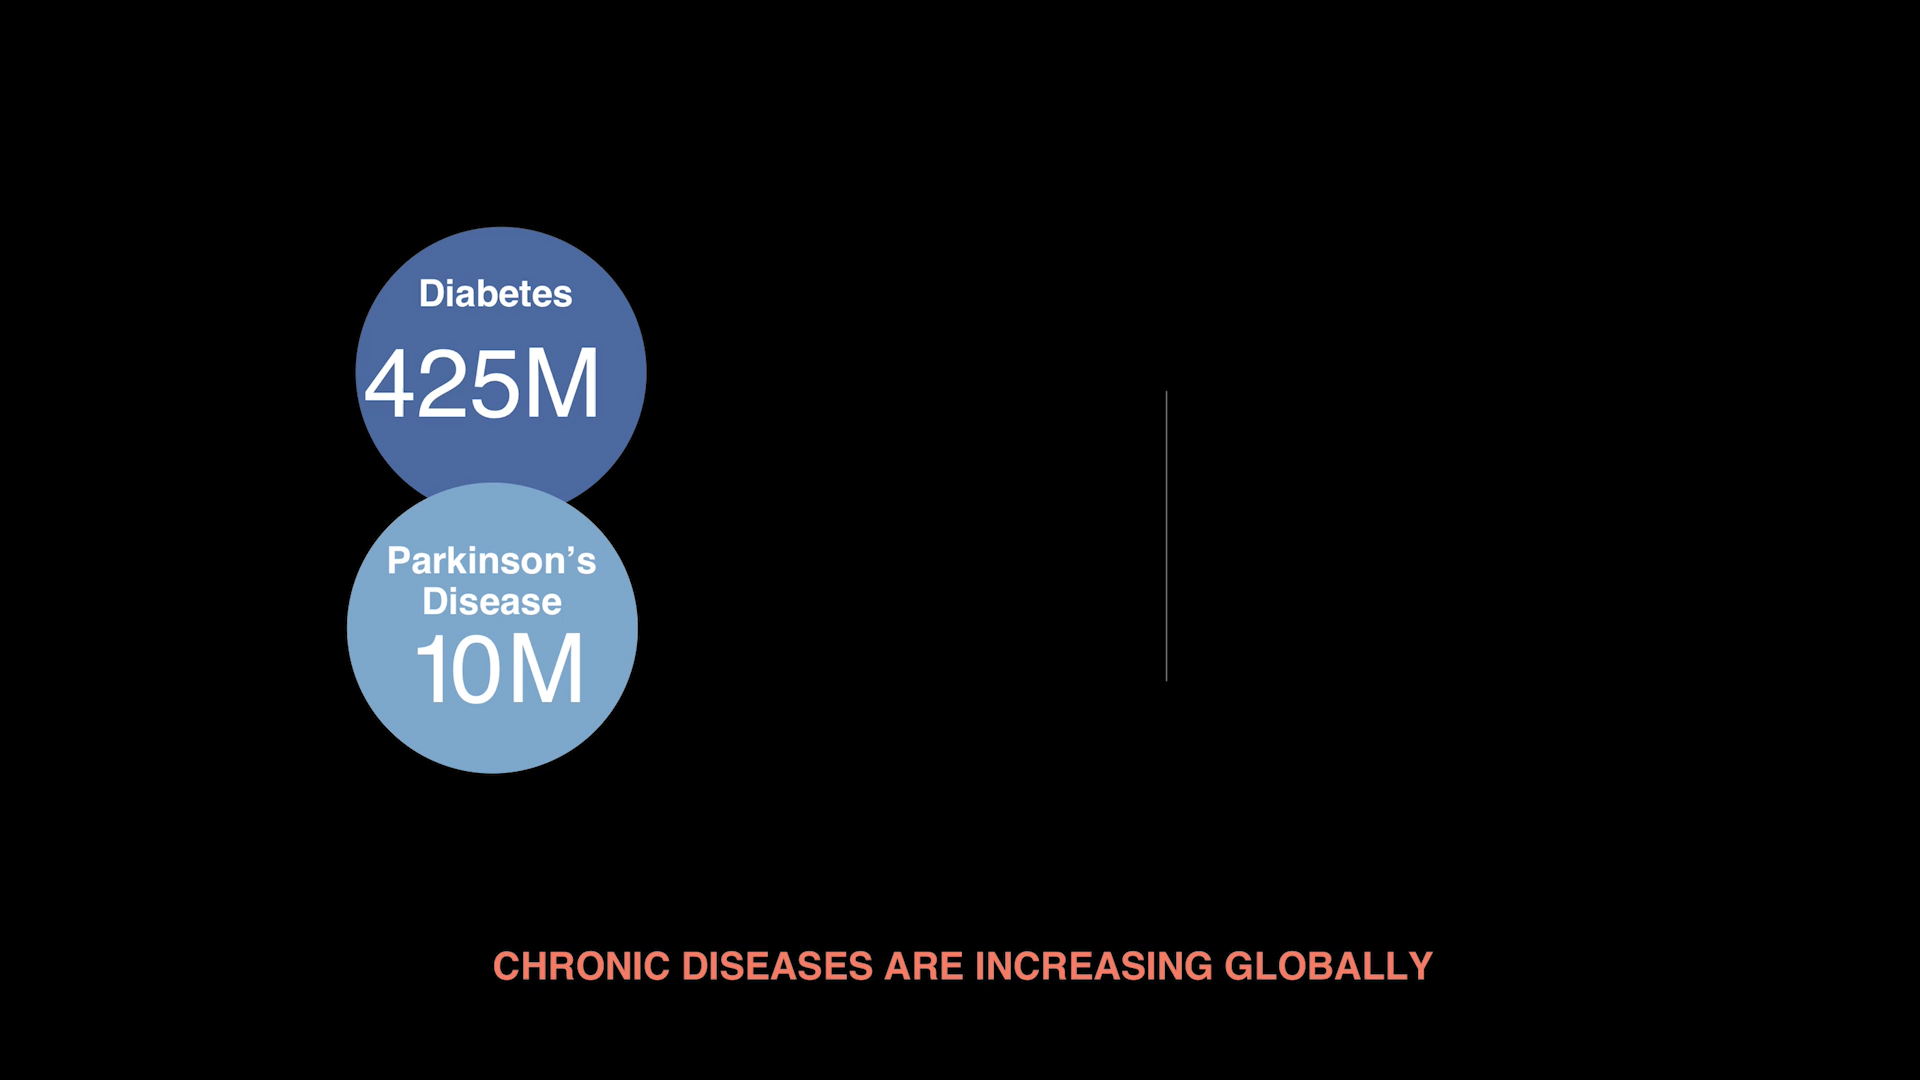 Diabetes
425M
Parkinson’s
Disease
10M
CHRONIC DISEASES ARE INCREASING GLOBALLY